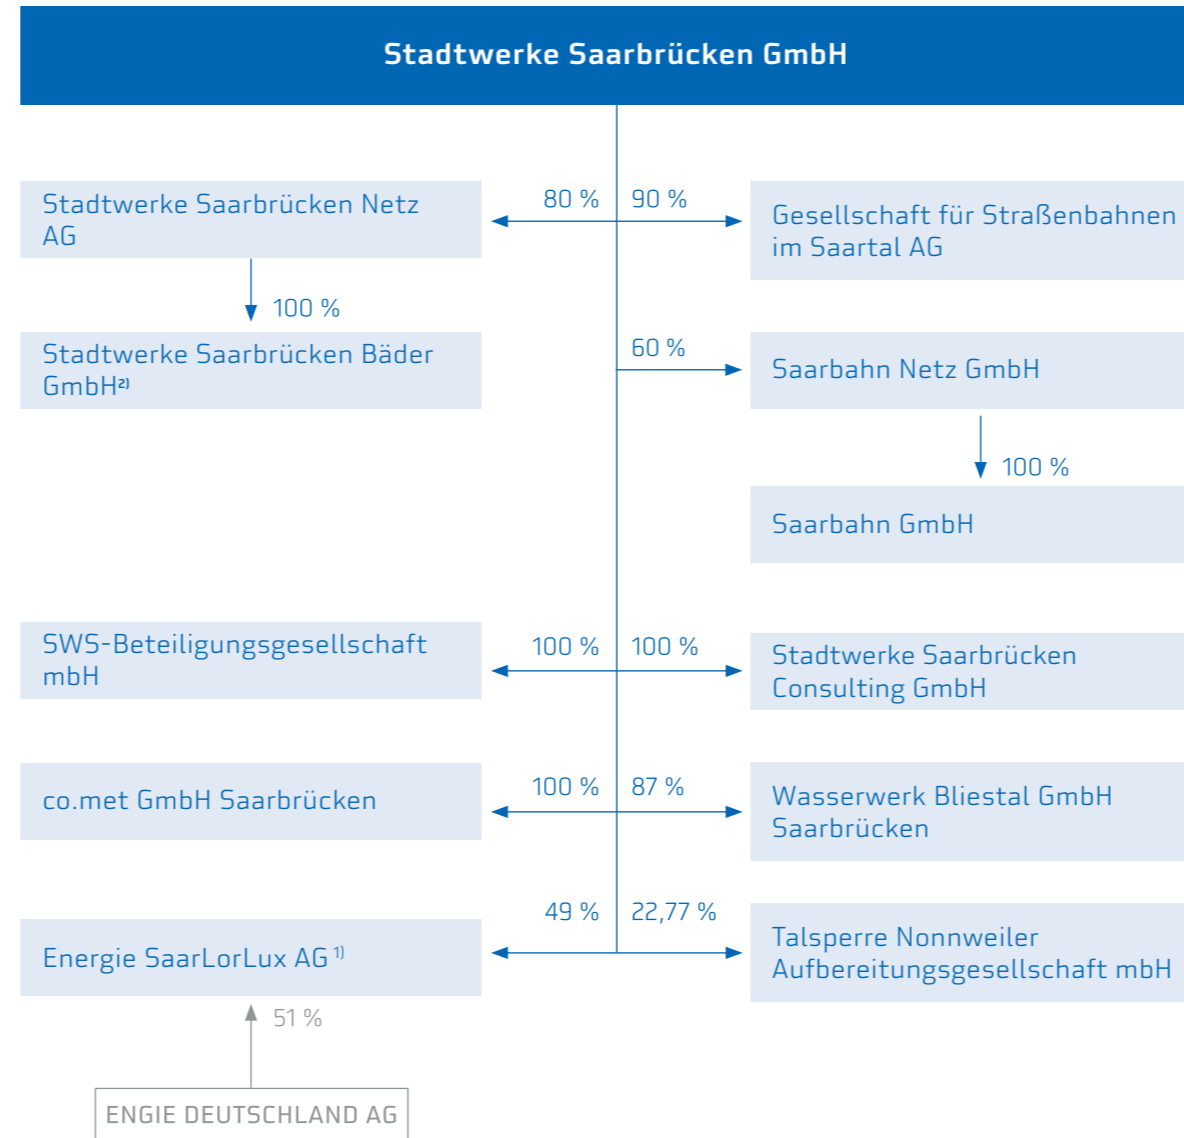 Stadtwerke Saarbrücken GmbH
Stadtwerke Saarbrücken Netz
AG
80 %
90 %
Gesellschaft für Straßenbahnen
im Saartal AG
100 %
Stadtwerke Saarbrücken Bäder
GmbH²⁾
60 %
Saarbahn Netz GmbH
100 %
Saarbahn GmbH
SWS-Beteiligungsgesellschaft
mbH
100 %
100 %
Stadtwerke Saarbrücken
Consulting GmbH
co.met GmbH Saarbrücken
100 %
87 %
Wasserwerk Bliestal GmbH
Saarbrücken
Energie SaarLorLux AG ¹⁾
49 %
22,77 %
Talsperre Nonnweiler
Aufbereitungsgesellschaft mbH
51 %
ENGIE DEUTSCHLAND AG